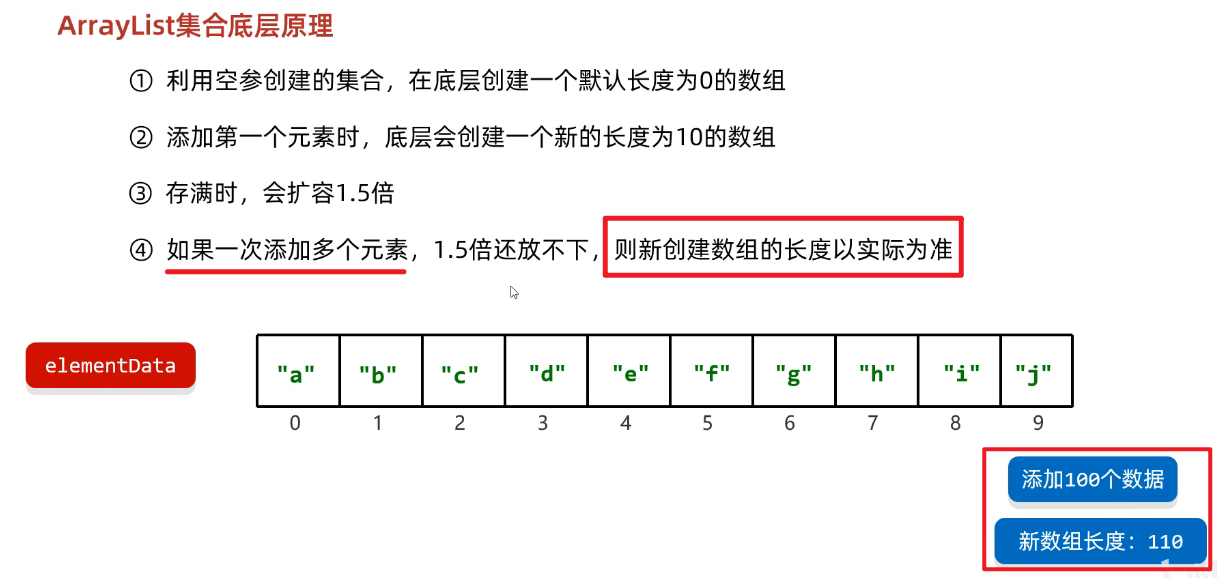 ArrayList集合底层原理
① 利用空参创建的集合，在底层创建一个默认长度为0的数组
② 添加第一个元素时，底层会创建一个新的长度为10的数组
③ 存满时，会扩容1.5倍
④ 如果一次添加多个元素，1.5倍还放不下，则新创建数组的长度以实际为准
elementData "a" "b" "c" "d" "e" "f" "g" "h" "i" "j"
0 1 2 3 4 5 6 7 8 9
添加100个数据
新数组长度：110